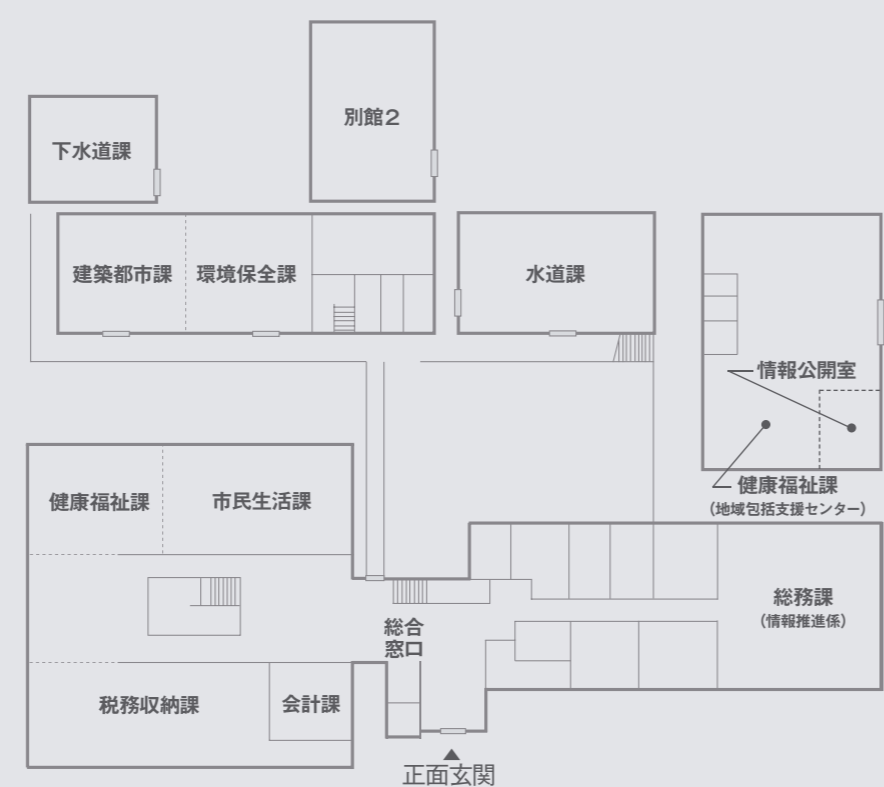 別館2
下水道課
建築都市課
環境保全課
水道課
情報公開室
健康福祉課
(地域包括支援センター)
健康福祉課
市民生活課
総務課
(情報推進係)
総合
窓口
税務収納課
会計課
正面玄関